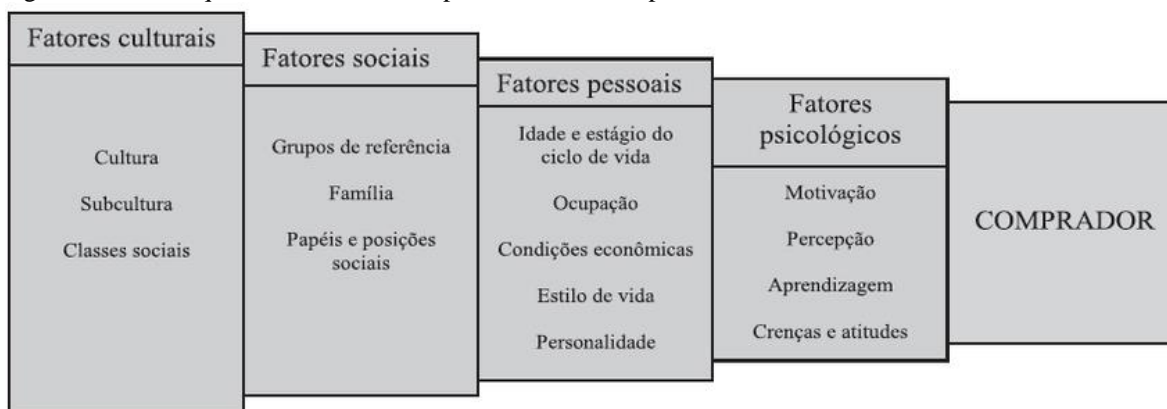 Fatores culturais
Cultura
Subcultura
Classes sociais
Fatores sociais
Grupos de referência
Família
Papéis e posições
sociais
Fatores pessoais
Idade e estágio do
ciclo de vida
Ocupação
Condições econômicas
Estilo de vida
Personalidade
Fatores
psicológicos
Motivação
Percepção
Aprendizagem
Crenças e atitudes
COMPRADOR